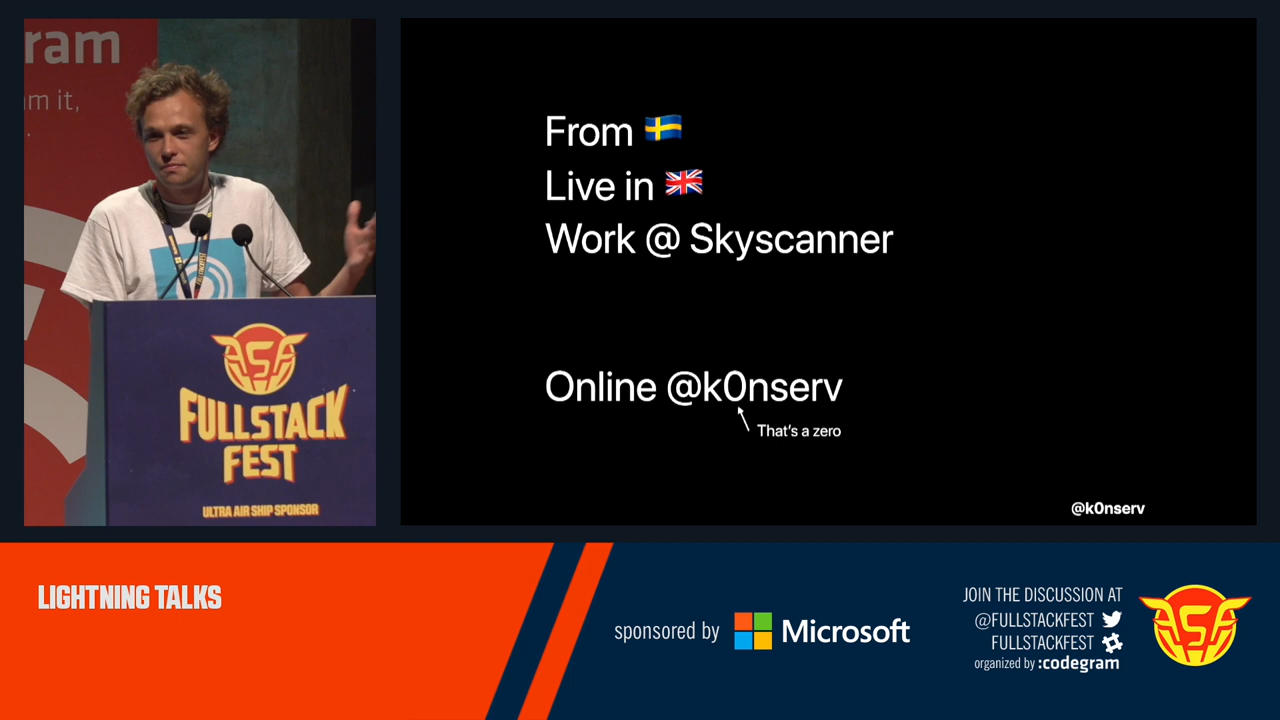 ram
m it,
From 🇸🇪
Live in 🇬🇧
Work @ Skyscanner
Online @k0nserv
That's a zero
@k0nserv
FULLSTACK
FEST
ULTRA AIR SHIP SPONSOR
LIGHTNING TALKS
sponsored by Microsoft
JOIN THE DISCUSSION AT
@FULLSTACKFEST
FULLSTACKFEST
organized by :codegram